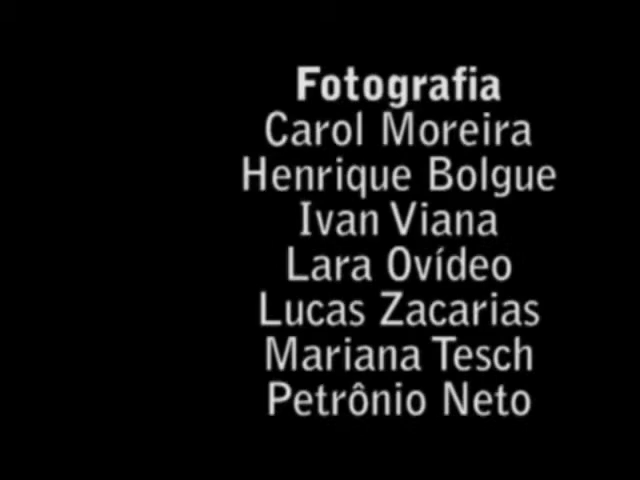 Fotografia
Carol Moreira
Henrique Bolgue
Ivan Viana
Lara Ovídeo
Lucas Zacarias
Mariana Tesch
Petrônio Neto